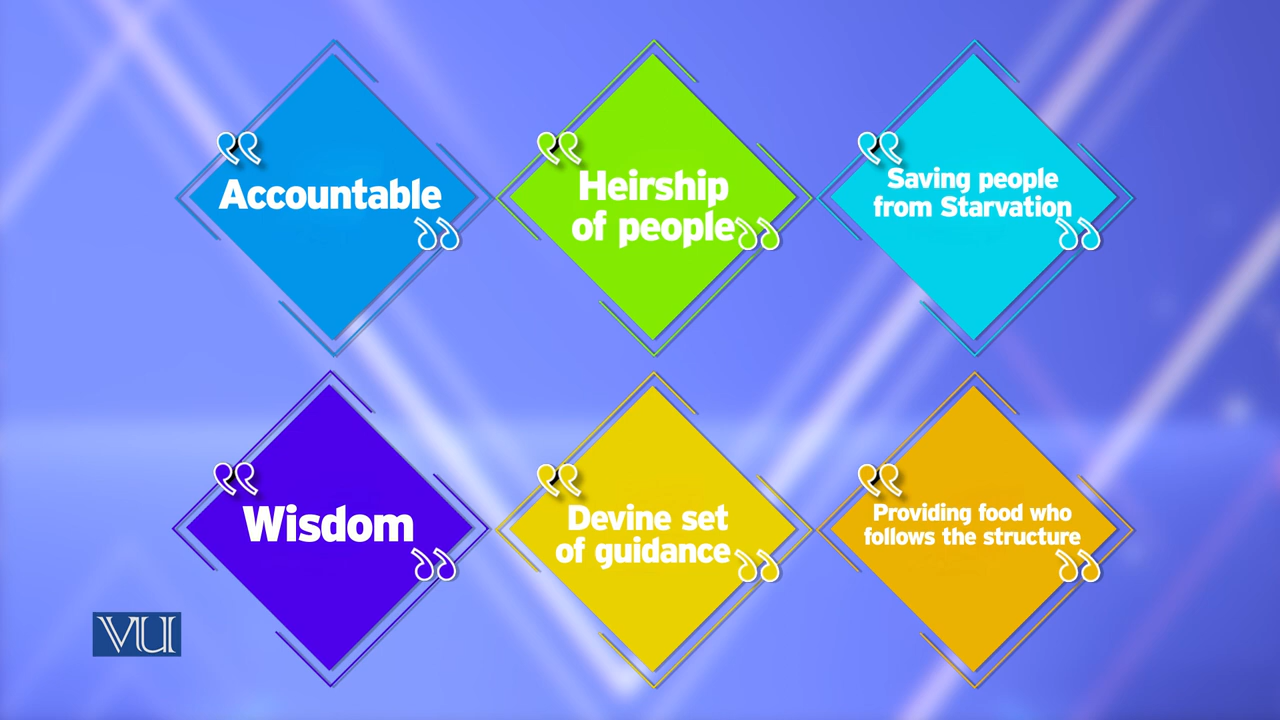 Accountable
Heirship
of people
Saving people
from Starvation
Wisdom
Devine set
of guidance
Providing food who
follows the structure
VU